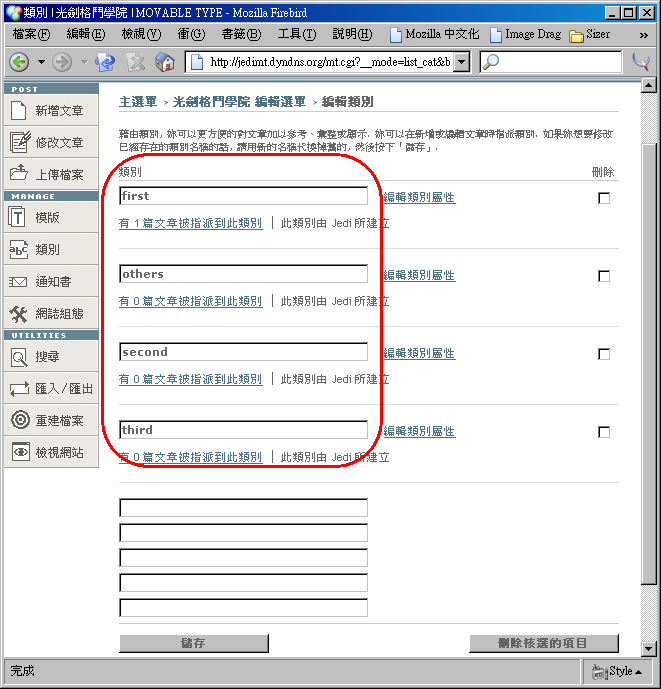 類別 | 光劍格鬥學院 | MOVABLE TYPE - Mozilla Firebird
檔案(F) 編輯(E) 檢視(V) 衝(G) 書籤(B) 工具(T) 說明(H) Mozilla 中文化 Image Drag Sizer »
http://jedimt.dyndns.org/mt.cgi?__mode=list_cat&b
POST
新增文章
修改文章
上傳檔案
MANAGE
模版
類別
通知書
網誌組態
UTILITIES
搜尋
匯入/匯出
重建檔案
檢視網站
主選單 > 光劍格鬥學院 編輯選單 > 編輯類別
藉由類別, 妳可以更方便的對文章加以參考、彙整或顯示. 妳可以在新增或編輯文章時指派類別. 如果妳想要修改
已經存在的類別名稱的話, 請用新的名稱代換掉舊的, 然後按下「儲存」.
類別 刪除
first 編輯類別屬性
有 1 篇文章被指派到此類別 | 此類別由 Jedi 所建立
others 編輯類別屬性
有 0 篇文章被指派到此類別 | 此類別由 Jedi 所建立
second 編輯類別屬性
有 0 篇文章被指派到此類別 | 此類別由 Jedi 所建立
third 編輯類別屬性
有 0 篇文章被指派到此類別 | 此類別由 Jedi 所建立
儲存 刪除核選的項目
完成 Style